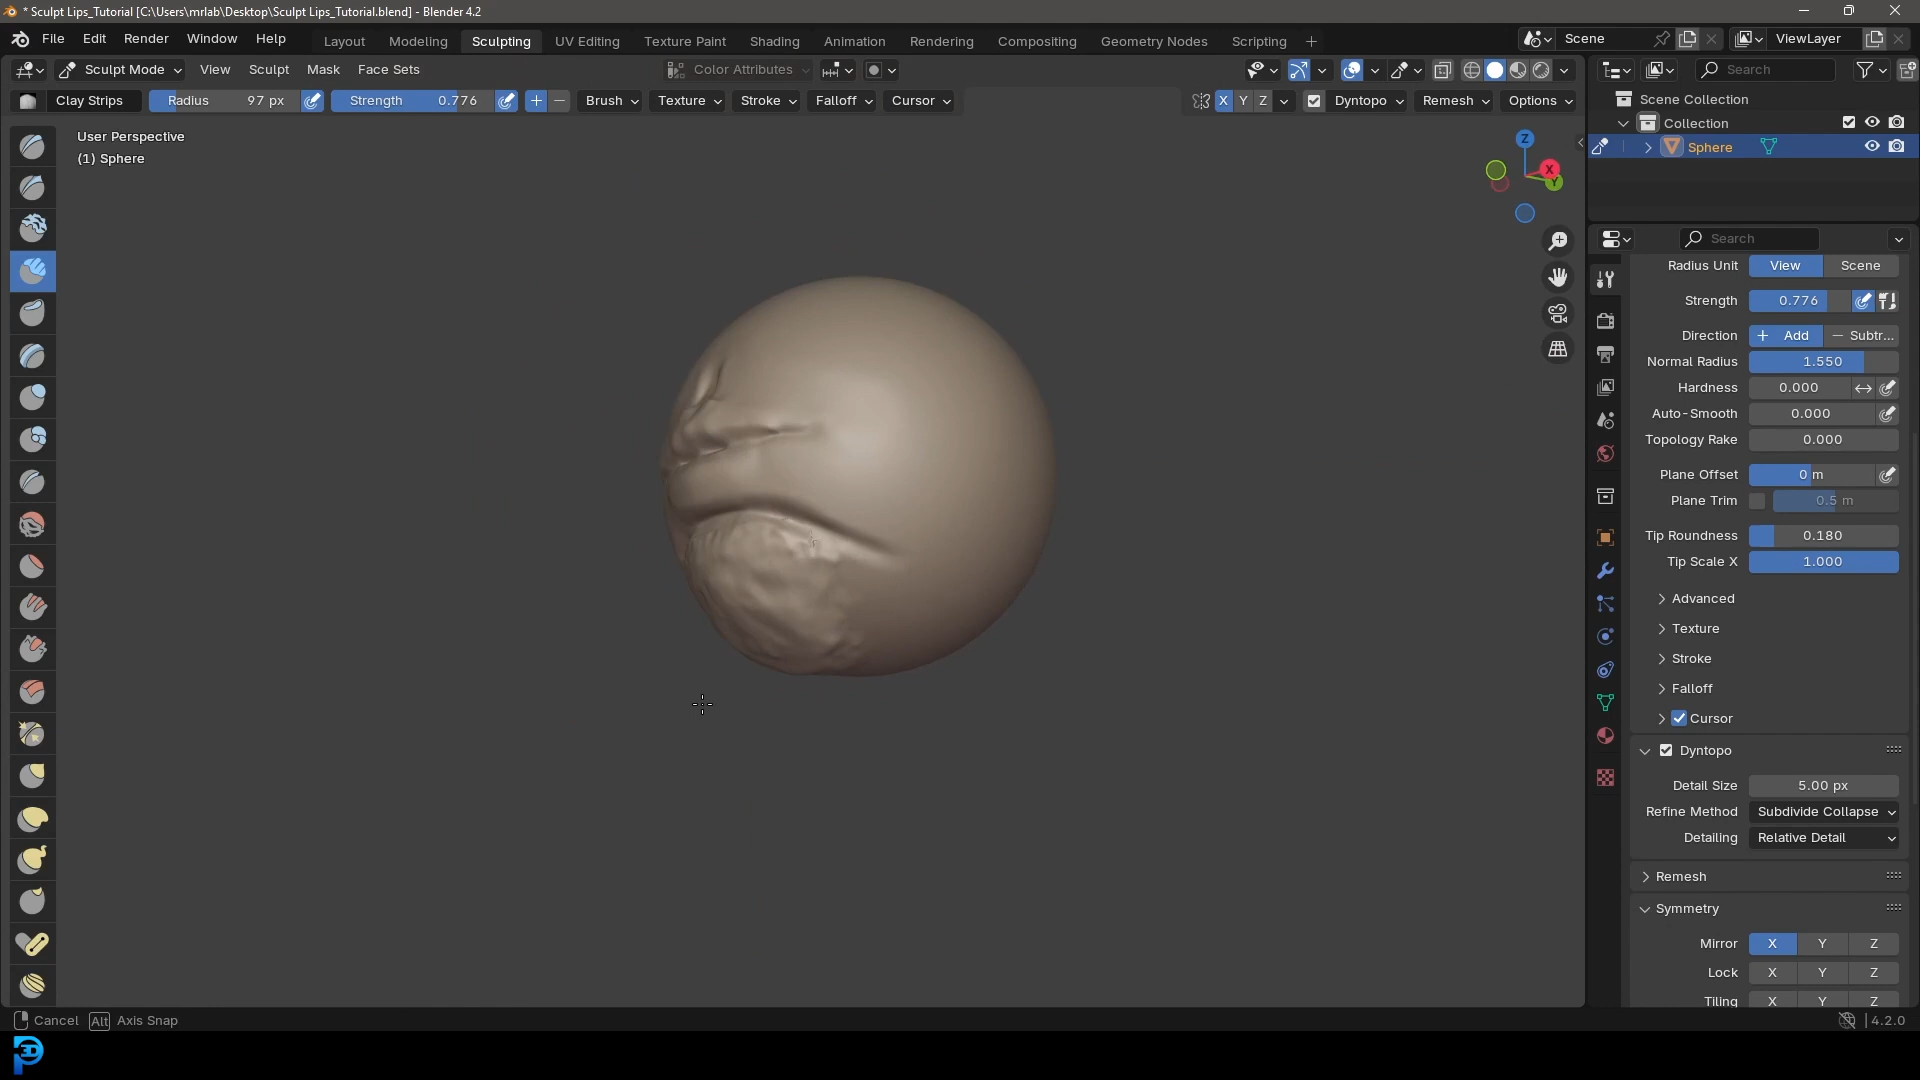 * Sculpt Lips_Tutorial [C:\Users\mrlab\Desktop\Sculpt Lips_Tutorial.blend] - Blender 4.2
File Edit Render Window Help Layout Modeling Sculpting UV Editing Texture Paint Shading Animation Rendering Compositing Geometry Nodes Scripting + Scene ViewLayer
Sculpt Mode View Sculpt Mask Face Sets Color Attributes Search
Clay Strips Radius 97 px Strength 0.776 Brush Texture Stroke Falloff Cursor X Y Z Dyntopo Remesh Options
User Perspective
(1) Sphere
Z
X
Y
Scene Collection
Collection
Sphere
Search
Radius Unit View Scene
Strength 0.776
Direction + Add — Subtr...
Normal Radius 1.550
Hardness 0.000
Auto-Smooth 0.000
Topology Rake 0.000
Plane Offset 0 m
Plane Trim 0.5 m
Tip Roundness 0.180
Tip Scale X 1.000
Advanced
Texture
Stroke
Falloff
Cursor
Dyntopo
Detail Size 5.00 px
Refine Method Subdivide Collapse
Detailing Relative Detail
Remesh
Symmetry
Mirror X Y Z
Lock X Y Z
Tiling X Y Z
Cancel Alt Axis Snap 4.2.0